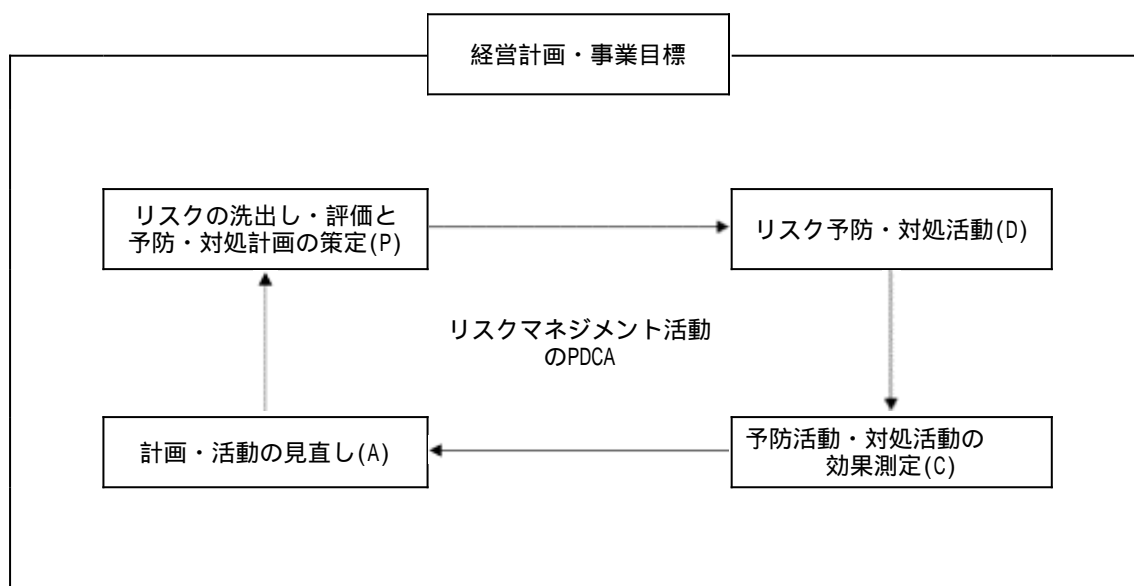 経営計画・事業目標
リスクの洗出し・評価と
予防・対処計画の策定(P)
リスク予防・対処活動(D)
リスクマネジメント活動
のPDCA
計画・活動の見直し(A)
予防活動・対処活動の
効果測定(C)